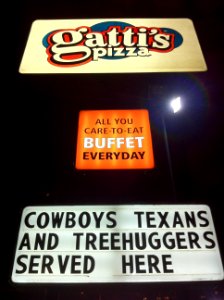 gatti's
pizza
ALL YOU
CARE-TO-EAT
BUFFET
EVERYDAY
COWBOYS TEXANS
AND TREEHUGGERS
SERVED HERE